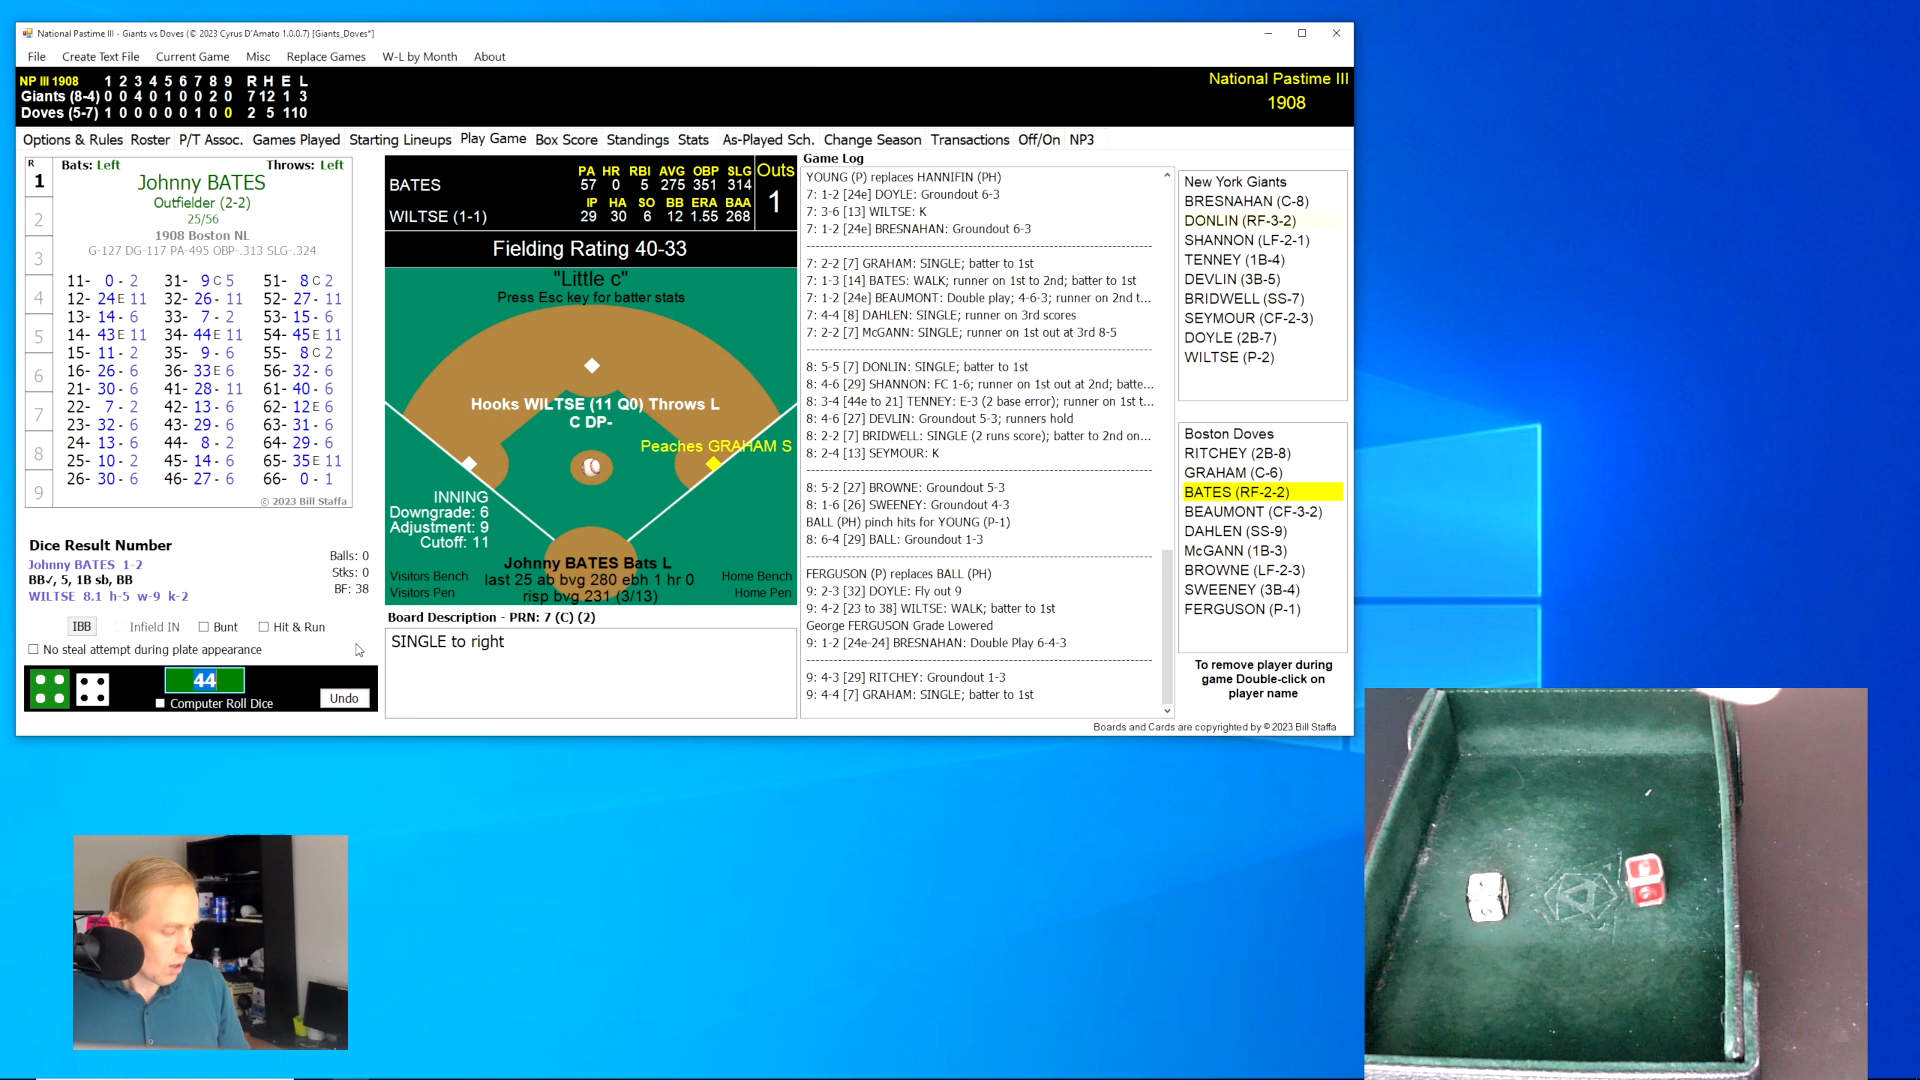 National Pastime III - Giants vs Doves (© 2023 Cyrus D'Amato 1.0.0.7) [Giants_Doves*]
File Create Text File Current Game Misc Replace Games W-L by Month About
NP III 1908 1 2 3 4 5 6 7 8 9 R H E L
Giants (8-4) 0 0 4 0 1 0 0 2 0 7 12 1 3
Doves (5-7) 1 0 0 0 0 0 1 0 0 2 5 1 10
National Pastime III
1908
Options & Rules Roster P/T Assoc. Games Played Starting Lineups Play Game Box Score Standings Stats As-Played Sch. Change Season Transactions Off/On NP3
R
1
2
3
4
5
6
7
8
9
Bats: Left Throws: Left
Johnny BATES
Outfielder (2-2)
25/56
1908 Boston NL
G-127 DG-117 PA-495 OBP-.313 SLG-.324
11- 0 - 2 31- 9 C 5 51- 8 C 2
12- 24 E 11 32- 26 - 11 52- 27 - 11
13- 14 - 6 33- 7 - 2 53- 15 - 6
14- 43 E 11 34- 44 E 11 54- 45 E 11
15- 11 - 2 35- 9 - 6 55- 8 C 2
16- 26 - 6 36- 33 E 6 56- 32 - 6
21- 30 - 6 41- 28 - 11 61- 40 - 6
22- 7 - 2 42- 13 - 6 62- 12 E 6
23- 32 - 6 43- 29 - 6 63- 31 - 6
24- 13 - 6 44- 8 - 2 64- 29 - 6
25- 10 - 2 45- 14 - 6 65- 35 E 11
26- 30 - 6 46- 27 - 6 66- 0 - 1
© 2023 Bill Staffa
Dice Result Number
Johnny BATES 1-2
BB✓, 5, 1B sb, BB
WILTSE 8.1 h-5 w-9 k-2
Balls: 0
Stks: 0
BF: 38
IBB Infield IN Bunt Hit & Run
No steal attempt during plate appearance
44
Computer Roll Dice
Undo
PA HR RBI AVG OBP SLG
BATES 57 0 5 275 351 314
IP HA SO BB ERA BAA
WILTSE (1-1) 29 30 6 12 1.55 268
Outs
1
Fielding Rating 40-33
"Little c"
Press Esc key for batter stats
Hooks WILTSE (11 Q0) Throws L
C DP-
Peaches GRAHAM S
INNING
Downgrade: 6
Adjustment: 9
Cutoff: 11
Johnny BATES Bats L
last 25 ab bvg 280 ebh 1 hr 0
risp bvg 231 (3/13)
Visitors Bench
Visitors Pen
Home Bench
Home Pen
Board Description - PRN: 7 (C) (2)
SINGLE to right
Game Log
YOUNG (P) replaces HANNIFIN (PH)
7: 1-2 [24e] DOYLE: Groundout 6-3
7: 3-6 [13] WILTSE: K
7: 1-2 [24e] BRESNAHAN: Groundout 6-3
7: 2-2 [7] GRAHAM: SINGLE; batter to 1st
7: 1-3 [14] BATES: WALK; runner on 1st to 2nd; batter to 1st
7: 1-2 [24e] BEAUMONT: Double play; 4-6-3; runner on 2nd t...
7: 4-4 [8] DAHLEN: SINGLE; runner on 3rd scores
7: 2-2 [7] McGANN: SINGLE; runner on 1st out at 3rd 8-5
8: 5-5 [7] DONLIN: SINGLE; batter to 1st
8: 4-6 [29] SHANNON: FC 1-6; runner on 1st out at 2nd; batte...
8: 3-4 [44e to 21] TENNEY: E-3 (2 base error); runner on 1st t...
8: 4-6 [27] DEVLIN: Groundout 5-3; runners hold
8: 2-2 [7] BRIDWELL: SINGLE (2 runs score); batter to 2nd on...
8: 2-4 [13] SEYMOUR: K
8: 5-2 [27] BROWNE: Groundout 5-3
8: 1-6 [26] SWEENEY: Groundout 4-3
BALL (PH) pinch hits for YOUNG (P-1)
8: 6-4 [29] BALL: Groundout 1-3
FERGUSON (P) replaces BALL (PH)
9: 2-3 [32] DOYLE: Fly out 9
9: 4-2 [23 to 38] WILTSE: WALK; batter to 1st
George FERGUSON Grade Lowered
9: 1-2 [24e-24] BRESNAHAN: Double Play 6-4-3
9: 4-3 [29] RITCHEY: Groundout 1-3
9: 4-4 [7] GRAHAM: SINGLE; batter to 1st
New York Giants
BRESNAHAN (C-8)
DONLIN (RF-3-2)
SHANNON (LF-2-1)
TENNEY (1B-4)
DEVLIN (3B-5)
BRIDWELL (SS-7)
SEYMOUR (CF-2-3)
DOYLE (2B-7)
WILTSE (P-2)
Boston Doves
RITCHEY (2B-8)
GRAHAM (C-6)
BATES (RF-2-2)
BEAUMONT (CF-3-2)
DAHLEN (SS-9)
McGANN (1B-3)
BROWNE (LF-2-3)
SWEENEY (3B-4)
FERGUSON (P-1)
To remove player during
game Double-click on
player name
Boards and Cards are copyrighted by © 2023 Bill Staffa